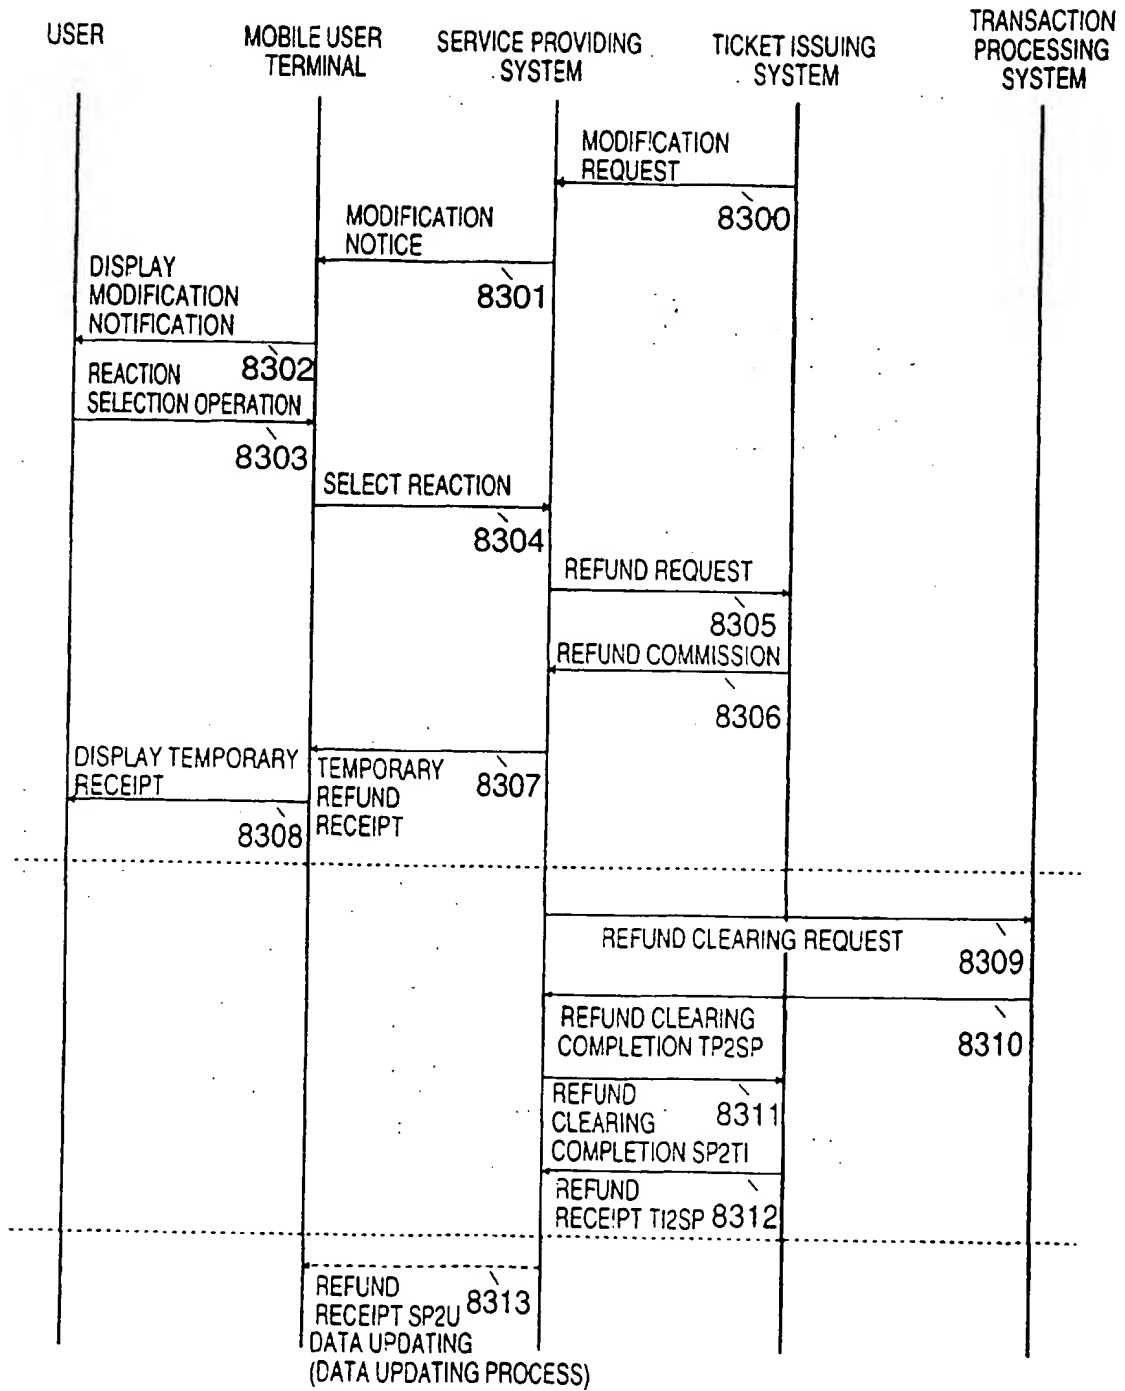 USER
MOBILE USER
TERMINAL
SERVICE PROVIDING
SYSTEM
TICKET ISSUING
SYSTEM
TRANSACTION
PROCESSING
SYSTEM
MODIFICATION
REQUEST
8300
MODIFICATION
NOTICE
8301
DISPLAY
MODIFICATION
NOTIFICATION
8302
REACTION
SELECTION OPERATION
8303
SELECT REACTION
8304
REFUND REQUEST
8305
REFUND COMMISSION
8306
TEMPORARY
REFUND
RECEIPT
8307
DISPLAY TEMPORARY
RECEIPT
8308
REFUND CLEARING REQUEST
8309
REFUND CLEARING
COMPLETION TP2SP
8310
REFUND
CLEARING
COMPLETION SP2TI
8311
REFUND
RECEIPT TI2SP
8312
REFUND
RECEIPT SP2U
8313
DATA UPDATING
(DATA UPDATING PROCESS)